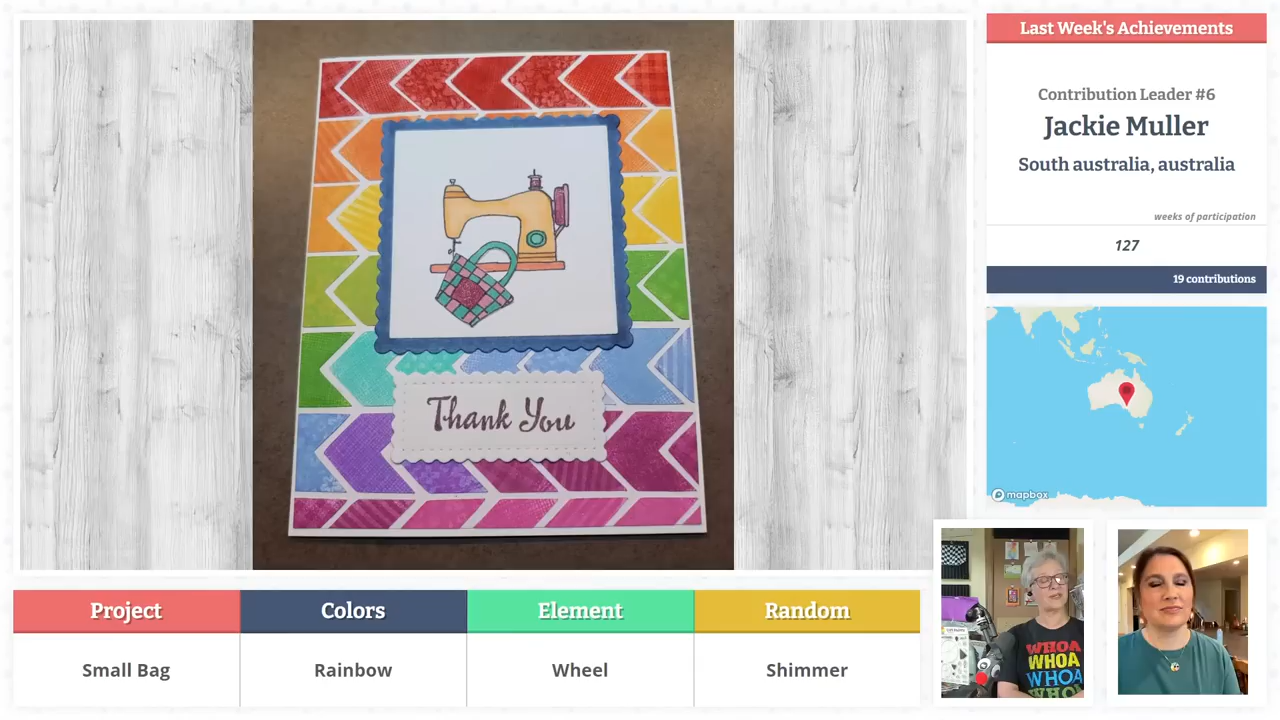 Last Week's Achievements
Contribution Leader #6
Jackie Muller
South australia, australia
weeks of participation
127
19 contributions
mapbox
Thank You
Project
Colors
Element
Random
Small Bag
Rainbow
Wheel
Shimmer
WHOA
WHOA
WHOA
WHOA